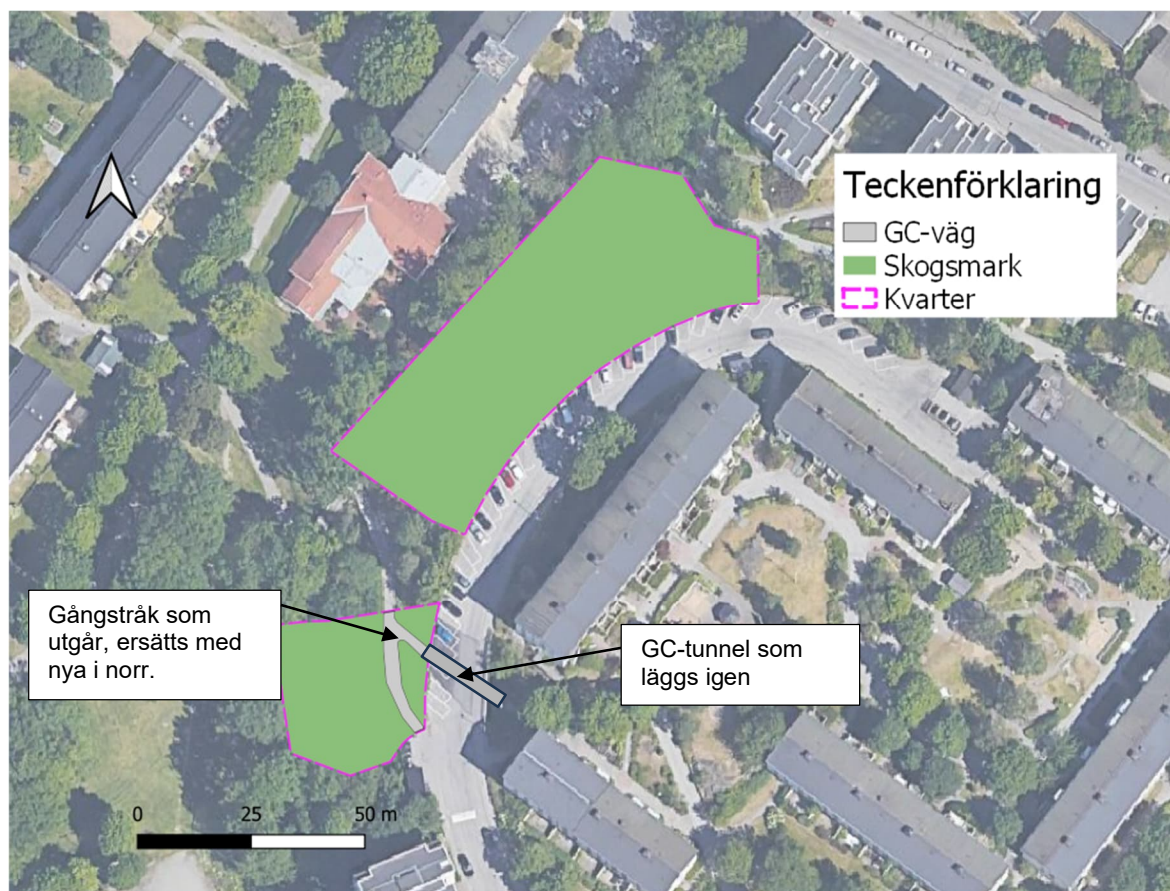 Teckenförklaring
GC-väg
Skogsmark
Kvarter
Gångstråk som
utgår, ersätts med
nya i norr.
GC-tunnel som
läggs igen
0 25 50 m